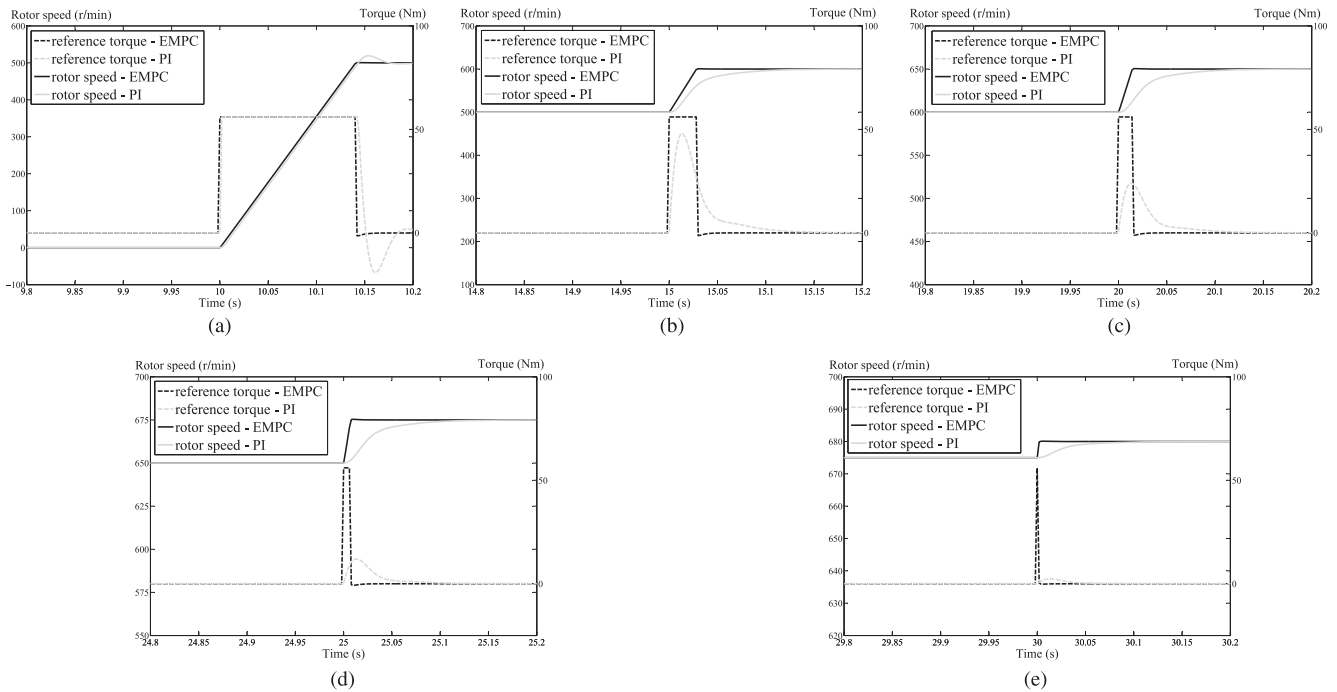 Rotor speed (r/min)
Torque (Nm)
600
500
400
300
200
100
0
−100
100
50
0
reference torque - EMPC
reference torque - PI
rotor speed - EMPC
rotor speed - PI
9.8
9.85
9.9
9.95
10
10.05
10.1
10.15
10.2
Time (s)
(a)
Rotor speed (r/min)
Torque (Nm)
700
600
500
400
300
200
100
100
50
0
reference torque - EMPC
reference torque - PI
rotor speed - EMPC
rotor speed - PI
14.8
14.85
14.9
14.95
15
15.05
15.1
15.15
15.2
Time (s)
(b)
Rotor speed (r/min)
Torque (Nm)
700
650
600
550
500
450
400
100
50
0
reference torque - EMPC
reference torque - PI
rotor speed - EMPC
rotor speed - PI
19.8
19.85
19.9
19.95
20
20.05
20.1
20.15
20.2
Time (s)
(c)
Rotor speed (r/min)
Torque (Nm)
700
675
650
625
600
575
550
100
50
0
reference torque - EMPC
reference torque - PI
rotor speed - EMPC
rotor speed - PI
24.8
24.85
24.9
24.95
25
25.05
25.1
25.15
25.2
Time (s)
(d)
Rotor speed (r/min)
Torque (Nm)
700
690
680
670
660
650
640
630
620
100
50
0
reference torque - EMPC
reference torque - PI
rotor speed - EMPC
rotor speed - PI
29.8
29.85
29.9
29.95
30
30.05
30.1
30.15
30.2
Time (s)
(e)